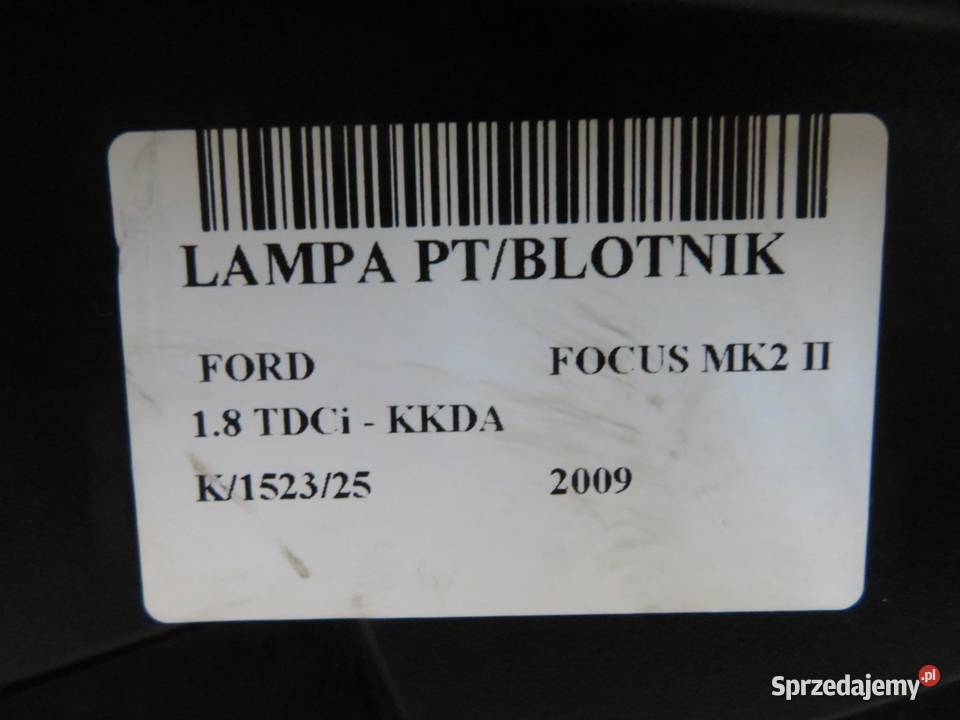 LAMPA PT/BLOTNIK
FORD FOCUS MK2 II
1.8 TDCi - KKDA
K/1523/25 2009
Sprzedajemy.pl